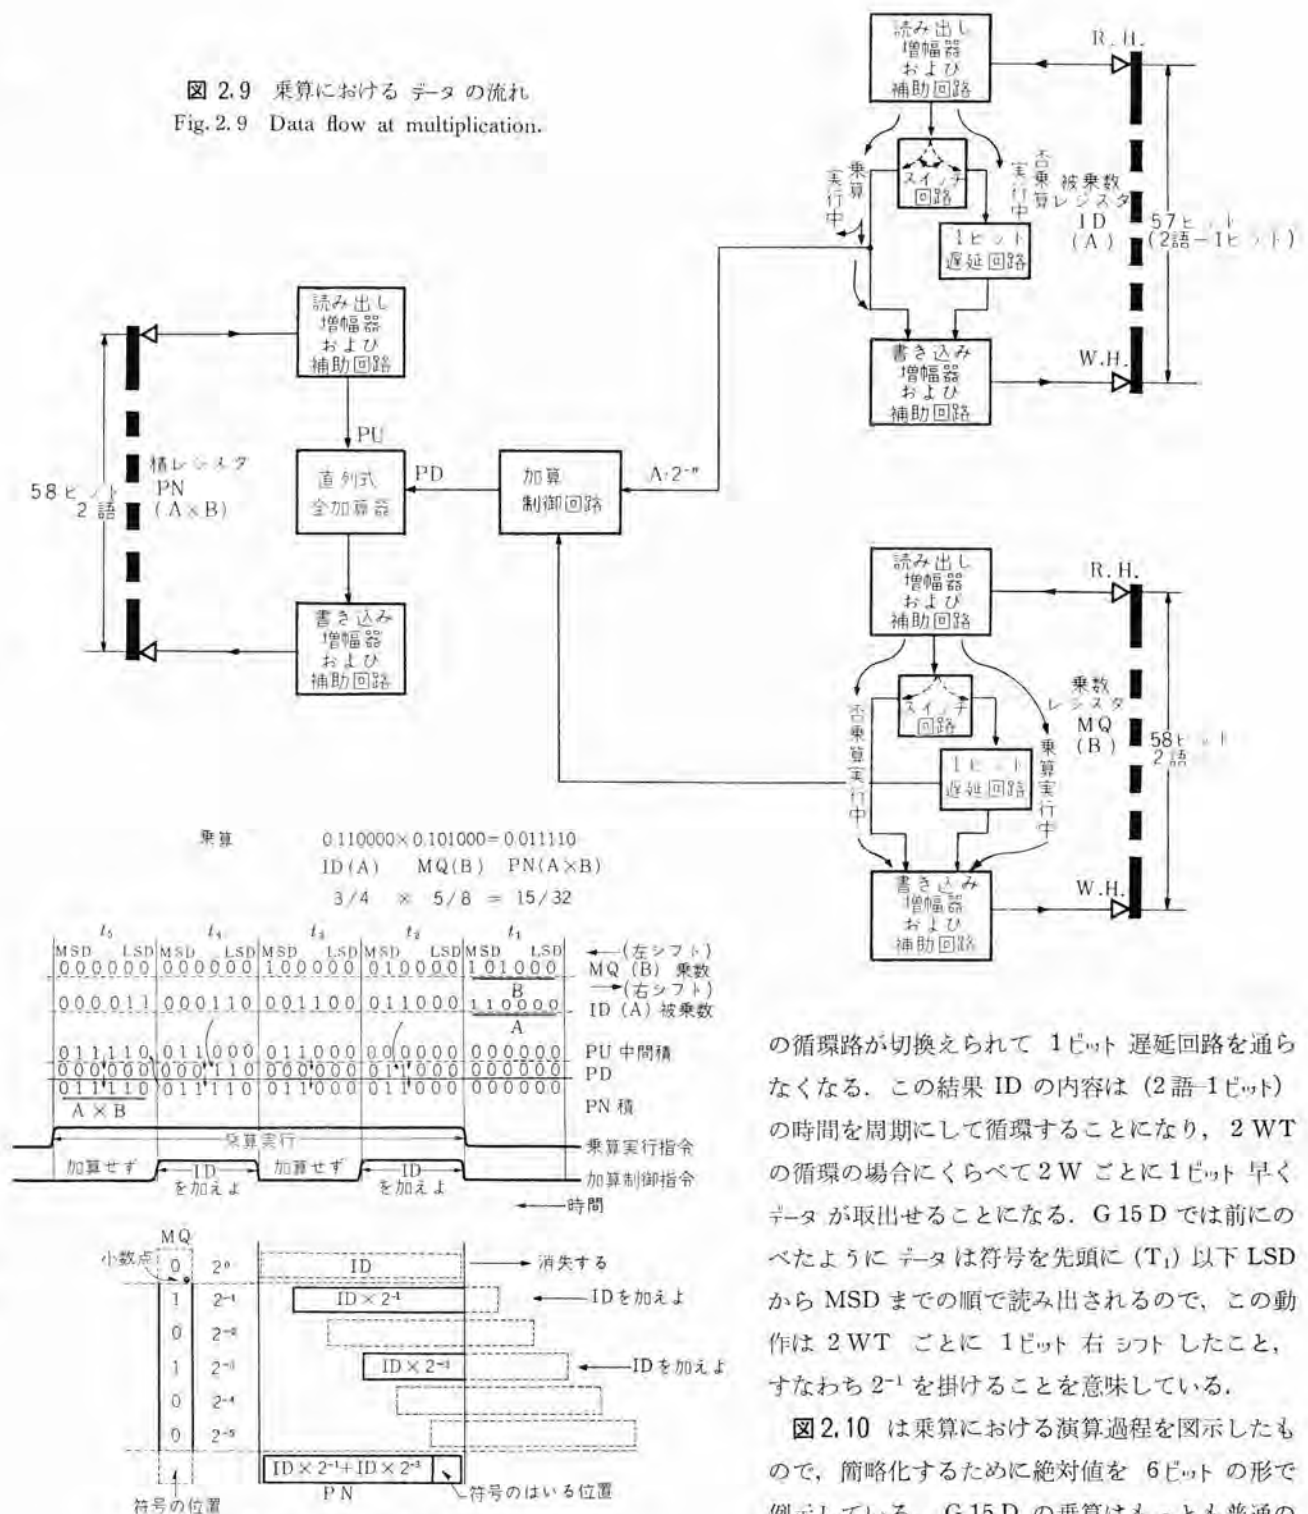 図 2.9 乗算における データ の流れ
Fig. 2.9 Data flow at multiplication.
読み出し
増幅器
および
補助回路
R.H.
乗算
実行中
スイッチ
回路
否乗算
実行中
被乗数
レジスタ
ID
(A)
57ビット
(2語-1ビット)
1ビット
遅延回路
書き込み
増幅器
および
補助回路
W.H.
読み出し
増幅器
および
補助回路
PU
58ビット
2語
積レジスタ
PN
(A×B)
直列式
全加算器
PD
加算
制御回路
A・2⁻ⁿ
書き込み
増幅器
および
補助回路
読み出し
増幅器
および
補助回路
R.H.
スイッチ
回路
否乗算実行中
乗算実行中
乗数
レジスタ
MQ
(B)
58ビット
2語
1ビット
遅延回路
書き込み
増幅器
および
補助回路
W.H.
乗算 0.110000×0.101000=0.011110
ID(A) MQ(B) PN(A×B)
3/4 × 5/8 = 15/32
t₅ t₄ t₃ t₂ t₁
MSD LSD MSD LSD MSD LSD MSD LSD MSD LSD
←(左シフト)
000000 000000 100000 010000 101000 MQ (B) 乗数
B
→(右シフト)
000011 000110 001100 011000 110000 ID (A) 被乗数
A
011110 011000 011000 000000 000000 PU 中間積
000000 000110 000000 011000 000000 PD
011110 011110 011000 011000 000000 PN 積
A×B
乗算実行 乗算実行指令
加算せず IDを加えよ 加算せず IDを加えよ 加算制御指令
←時間
MQ
小数点 0 2⁰ ID → 消失する
1 2⁻¹ ID×2⁻¹ ←IDを加えよ
0 2⁻²
1 2⁻³ ID×2⁻³ ←IDを加えよ
0 2⁻⁴
0 2⁻⁵
ID×2⁻¹+ID×2⁻³
PN
符号の位置
符号のはいる位置
の循環路が切換えられて 1ビット 遅延回路を通ら
なくなる. この結果 ID の内容は (2語-1ビット)
の時間を周期にして循環することになり, 2 WT
の循環の場合にくらべて 2 W ごとに 1ビット 早く
データ が取出せることになる. G 15 D では前にの
べたように データ は符号を先頭に (T₁) 以下 LSD
から MSD までの順で読み出されるので, この動
作は 2 WT ごとに 1ビット 右 シフト したこと,
すなわち 2⁻¹ を掛けることを意味している.
図 2.10 は乗算における演算過程を図示したも
ので, 簡略化するために絶対値を 6ビット の形で
例示している. G 15 D の乗算はもっとも普通の